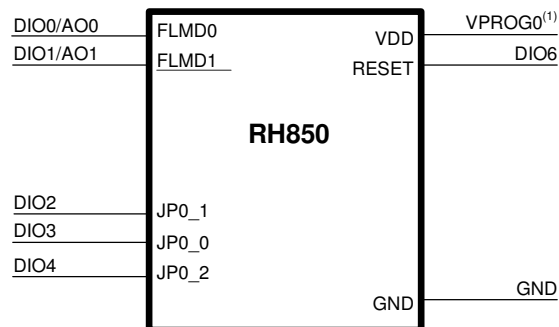 DIO0/AO0 FLMD0 VDD VPROG0(1)
DIO1/AO1 FLMD1 RESET DIO6
RH850
DIO2 JP0_1
DIO3 JP0_0
DIO4 JP0_2
GND GND